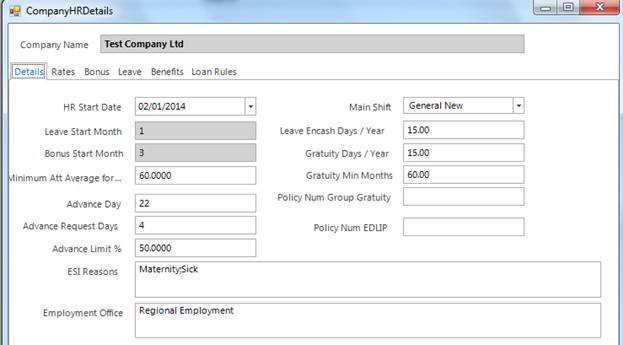 CompanyHRDetails
Company Name Test Company Ltd
Details Rates Bonus Leave Benefits Loan Rules
HR Start Date 02/01/2014 Main Shift General New
Leave Start Month 1 Leave Encash Days / Year 15.00
Bonus Start Month 3 Gratuity Days / Year 15.00
Minimum Att Average for... 60.0000 Gratuity Min Months 60.00
Advance Day 22 Policy Num Group Gratuity
Advance Request Days 4 Policy Num EDLIP
Advance Limit % 50.0000
ESI Reasons Maternity;Sick
Employment Office Regional Employment